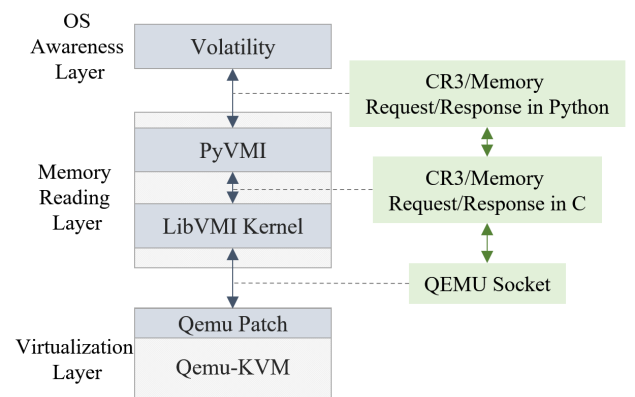 OS
Awareness
Layer
Volatility
CR3/Memory
Request/Response in Python
PyVMI
Memory
Reading
Layer
CR3/Memory
Request/Response in C
LibVMI Kernel
QEMU Socket
Qemu Patch
Virtualization
Layer
Qemu-KVM